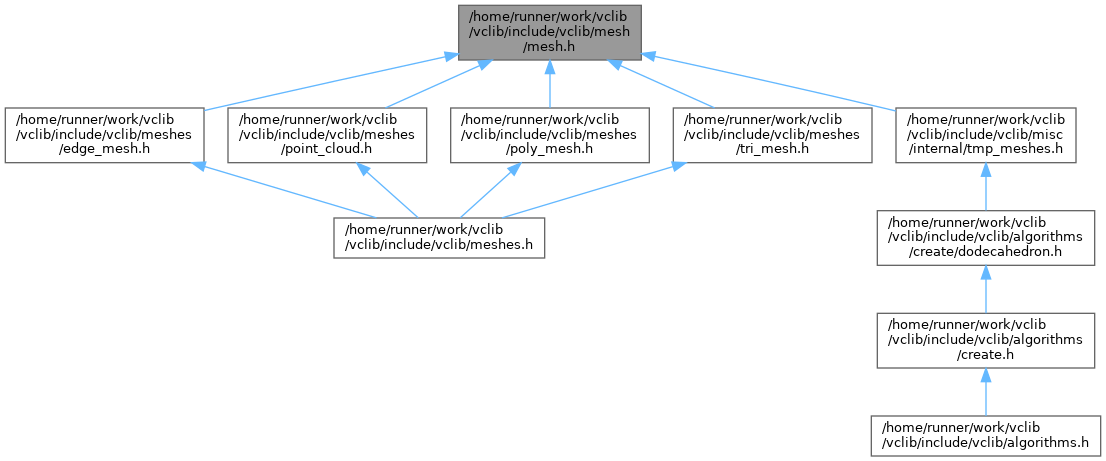 /home/runner/work/vclib
/vclib/include/vclib/mesh
/mesh.h
/home/runner/work/vclib
/vclib/include/vclib/meshes
/edge_mesh.h
/home/runner/work/vclib
/vclib/include/vclib/meshes
/point_cloud.h
/home/runner/work/vclib
/vclib/include/vclib/meshes
/poly_mesh.h
/home/runner/work/vclib
/vclib/include/vclib/meshes
/tri_mesh.h
/home/runner/work/vclib
/vclib/include/vclib/misc
/internal/tmp_meshes.h
/home/runner/work/vclib
/vclib/include/vclib/meshes.h
/home/runner/work/vclib
/vclib/include/vclib/algorithms
/create/dodecahedron.h
/home/runner/work/vclib
/vclib/include/vclib/algorithms
/create.h
/home/runner/work/vclib
/vclib/include/vclib/algorithms.h